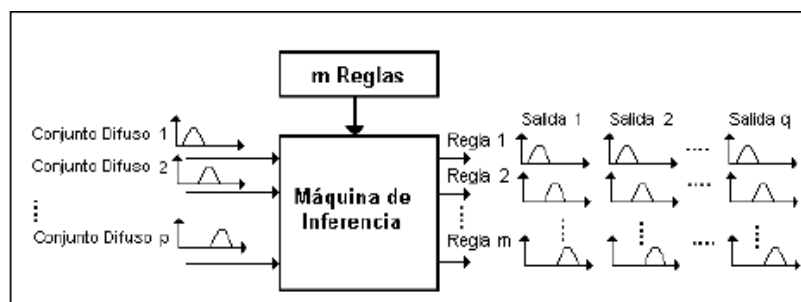 m Reglas
Conjunto Difuso 1
Conjunto Difuso 2
Conjunto Difuso p
Máquina de
Inferencia
Regla 1
Regla 2
Regla m
Salida 1
Salida 2
Salida q